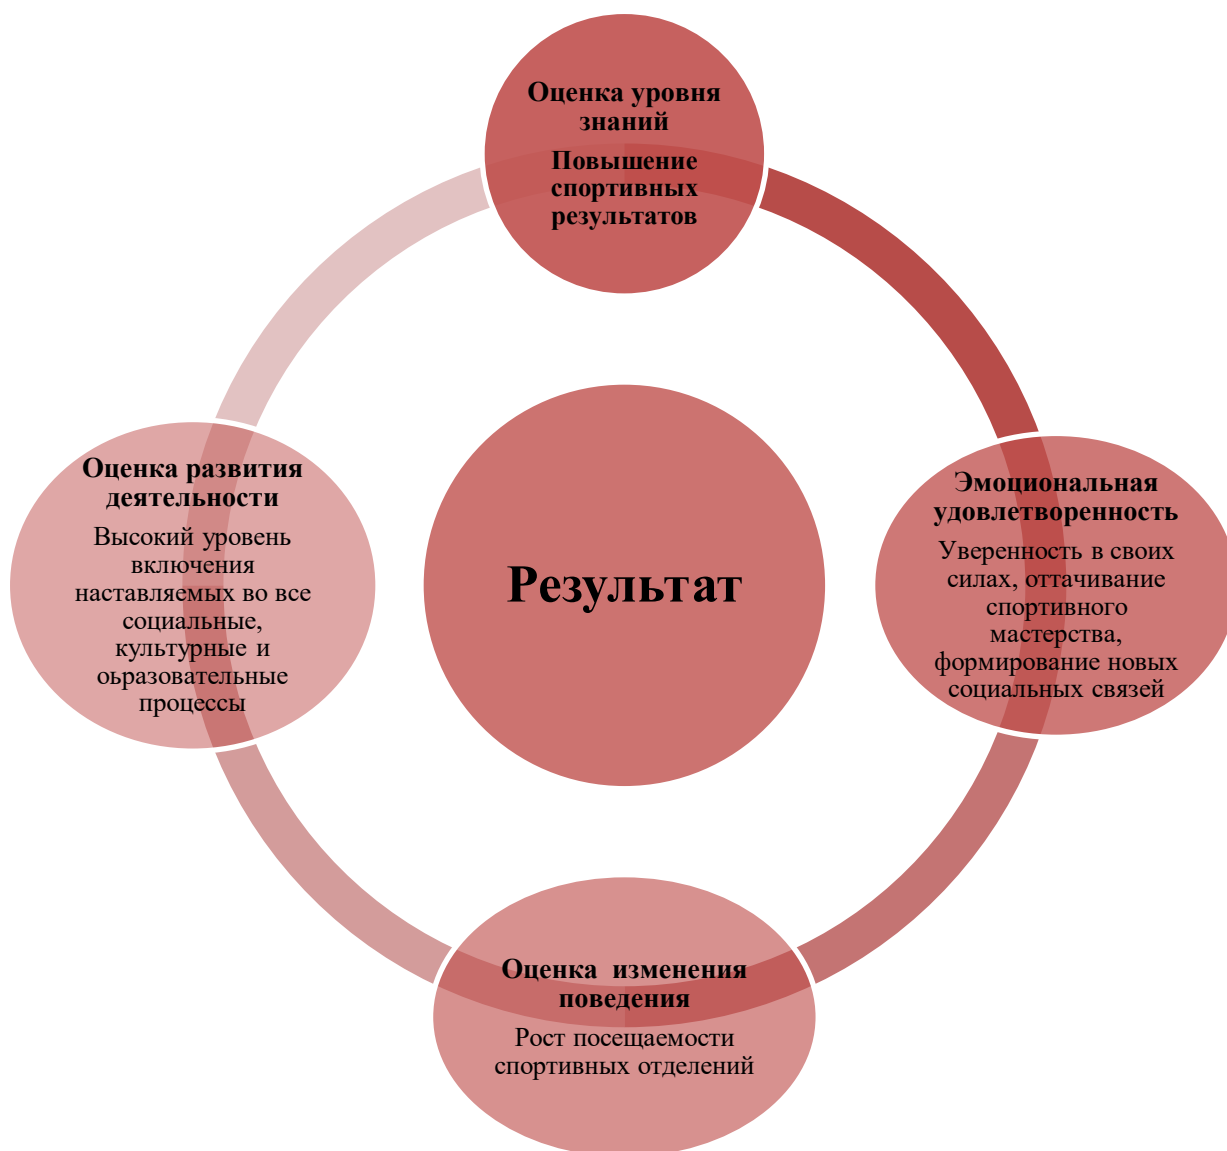 Оценка уровня
знаний
Повышение
спортивных
результатов
Оценка развития
деятельности
Высокий уровень
включения
наставляемых во все
социальные,
культурные и
оьразовательные
процессы
Результат
Эмоциональная
удовлетворенность
Уверенность в своих
силах, оттачивание
спортивного
мастерства,
формирование новых
социальных связей
Оценка  изменения
поведения
Рост посещаемости
спортивных отделений